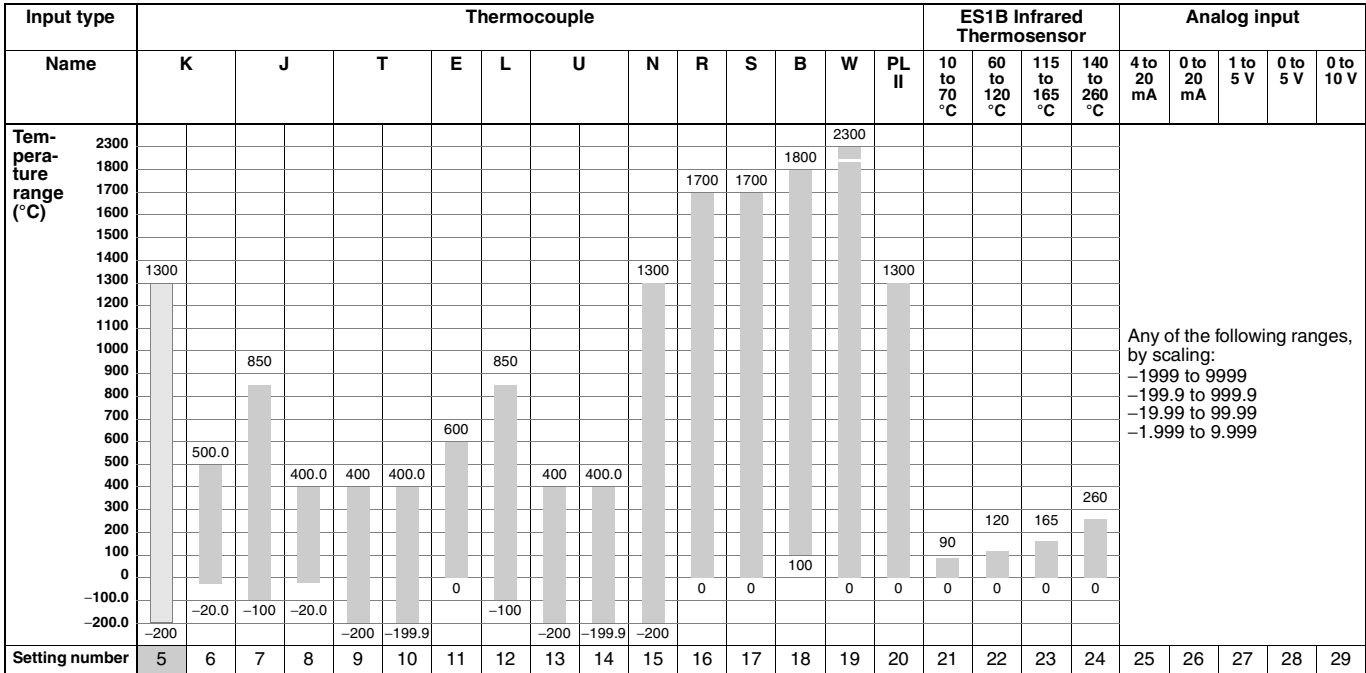 Input type Thermocouple ES1B Infrared Thermosensor Analog input
Name K J T E L U N R S B W PL II 10 to 70 °C 60 to 120 °C 115 to 165 °C 140 to 260 °C 4 to 20 mA 0 to 20 mA 1 to 5 V 0 to 5 V 0 to 10 V
Tem-
pera-
ture
range
(°C)
2300 2300
1800 1800
1700 1700 1700
1600
1500
1400
1300 1300 1300 1300
1200
1100
1000
900 850 850
800
700
600 600
500 500.0
400 400.0 400 400.0 400 400.0
300 260
200 120 165
100 90 100
0 0 0 0 0 0 0 0 0 0
−100.0 −20.0 −100 −20.0 −100
−200.0 −200 −200 −199.9 −200 −199.9 −200
Any of the following ranges,
by scaling:
−1999 to 9999
−199.9 to 999.9
−19.99 to 99.99
−1.999 to 9.999
Setting number 5 6 7 8 9 10 11 12 13 14 15 16 17 18 19 20 21 22 23 24 25 26 27 28 29